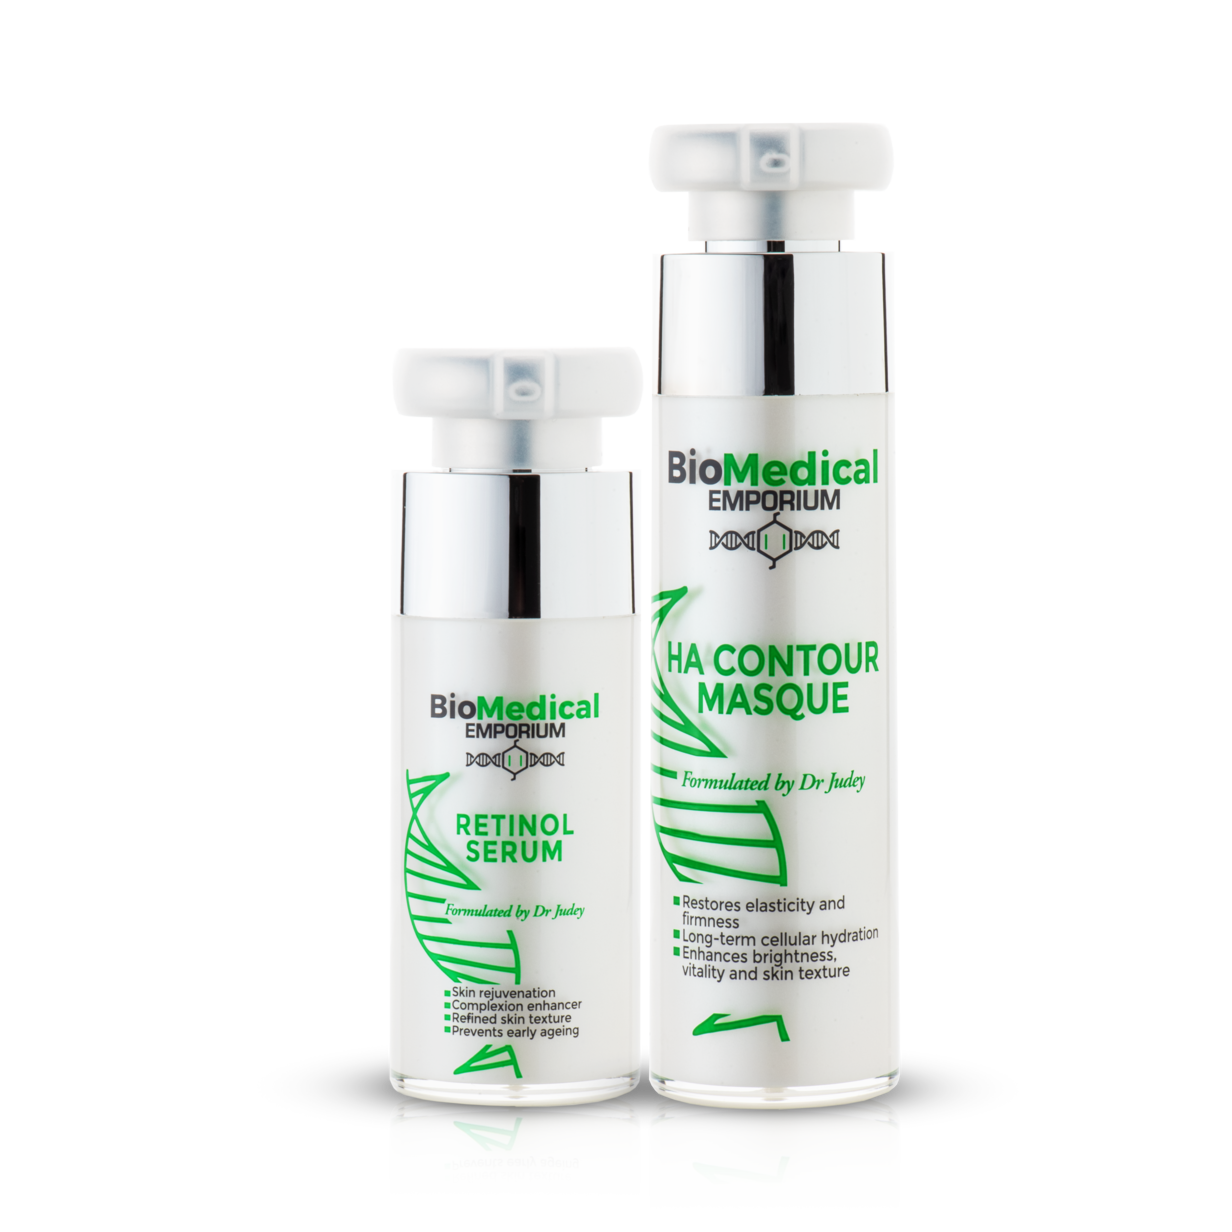 BioMedical
EMPORIUM
RETINOL
SERUM
Formulated by Dr Judey
Skin rejuvenation
Complexion enhancer
Refined skin texture
Prevents early ageing
BioMedical
EMPORIUM
HA CONTOUR
MASQUE
Formulated by Dr Judey
Restores elasticity and
firmness
Long-term cellular hydration
Enhances brightness,
vitality and skin texture